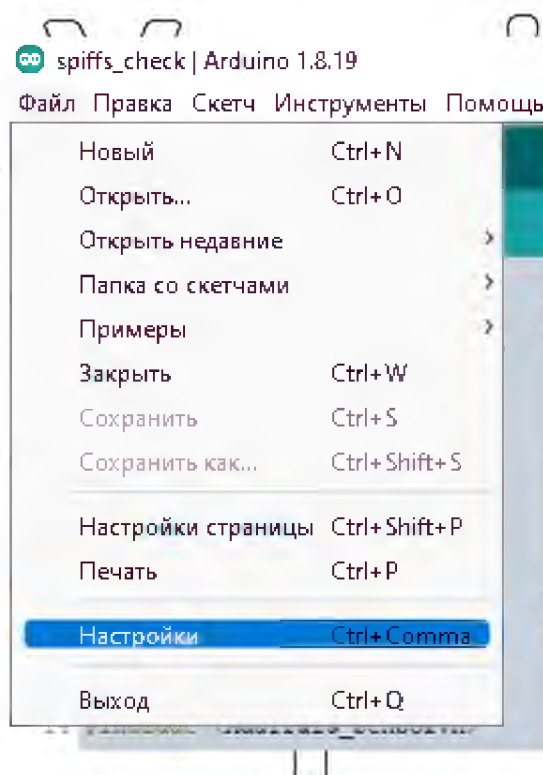 spiffs_check | Arduino 1.8.19
Файл Правка Скетч Инструменты Помощь
Новый Ctrl+N
Открыть... Ctrl+O
Открыть недавние
Папка со скетчами
Примеры
Закрыть Ctrl+W
Сохранить Ctrl+S
Сохранить как... Ctrl+Shift+S
Настройки страницы Ctrl+Shift+P
Печать Ctrl+P
Настройки Ctrl+Comma
Выход Ctrl+Q